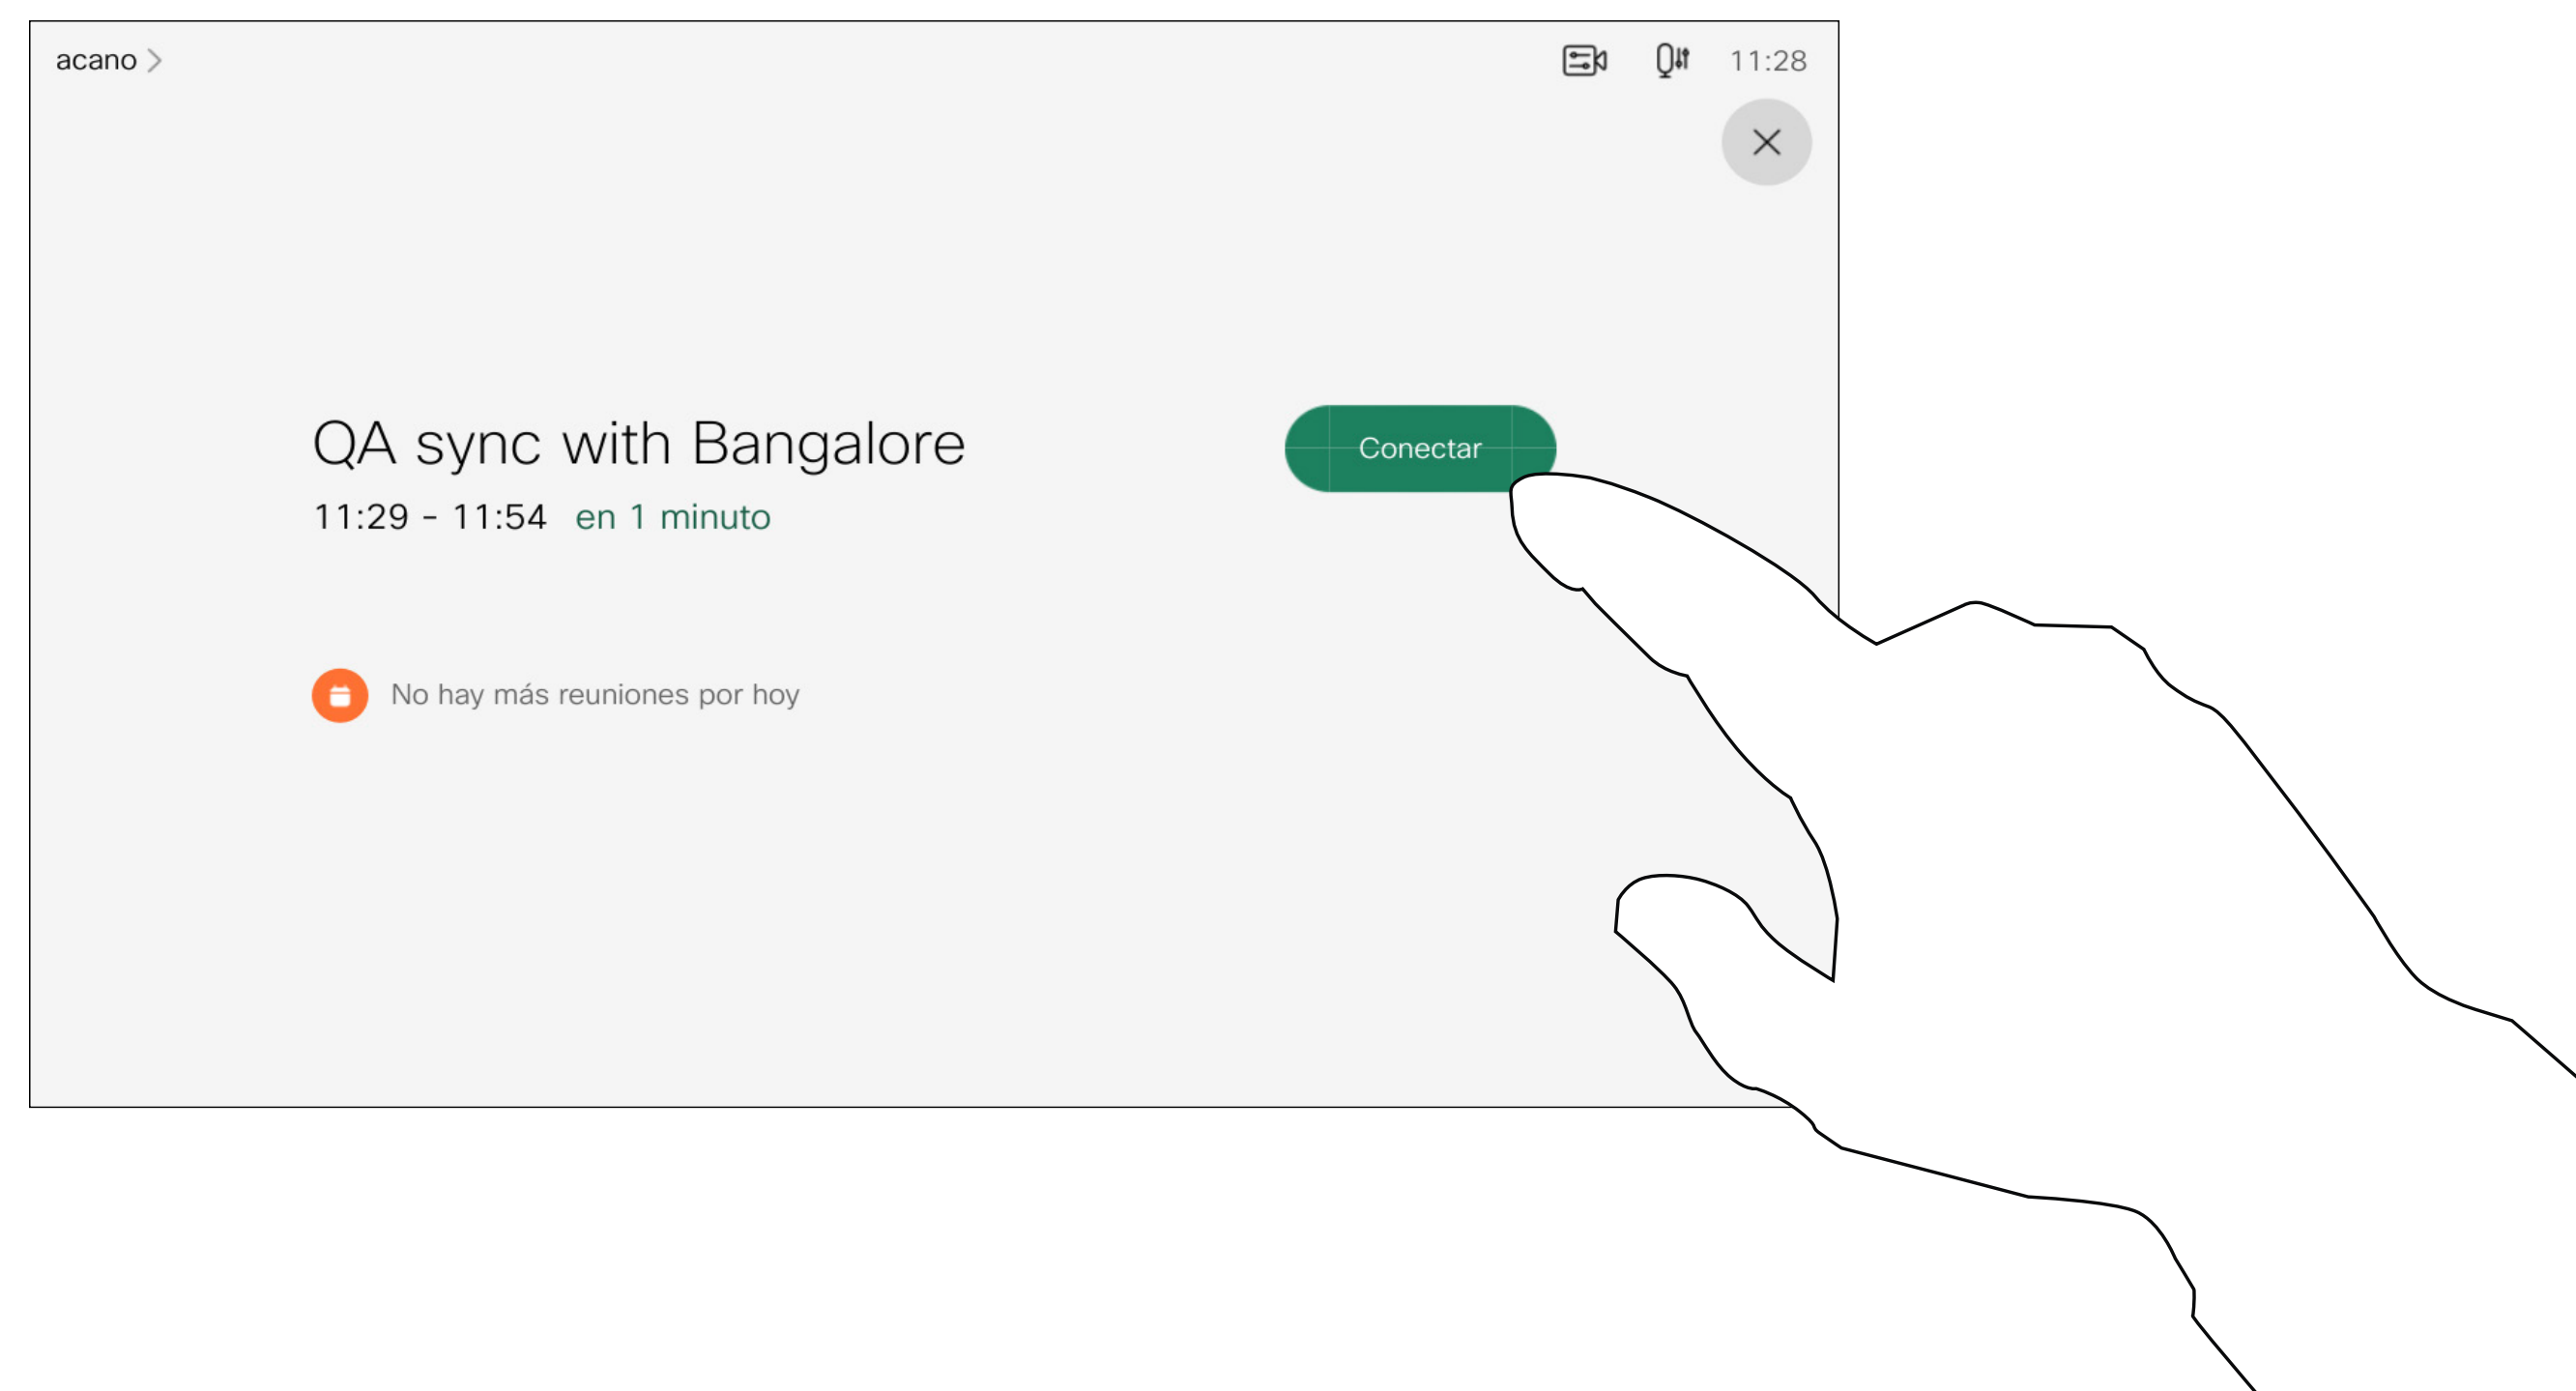 acano
11:28
QA sync with Bangalore
Conectar
11:29 - 11:54 en 1 minuto
No hay más reuniones por hoy